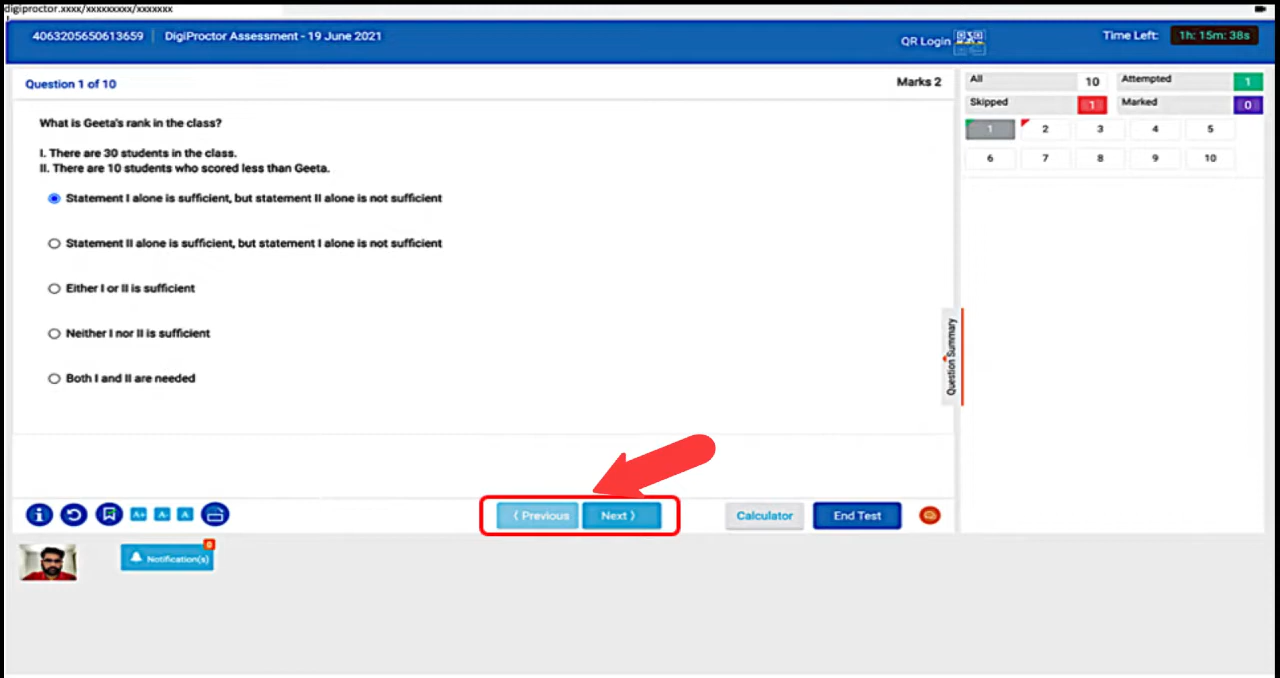 digiproctor.xxxx/xxxxxxxxx/xxxxxxx
4063205650613659 | DigiProctor Assessment - 19 June 2021
QR Login
Time Left: 1h: 15m: 38s
Question 1 of 10
Marks 2
What is Geeta's rank in the class?
I. There are 30 students in the class.
II. There are 10 students who scored less than Geeta.
Statement I alone is sufficient, but statement II alone is not sufficient
Statement II alone is sufficient, but statement I alone is not sufficient
Either I or II is sufficient
Neither I nor II is sufficient
Both I and II are needed
All 10 Attempted 1
Skipped 1 Marked 0
1 2 3 4 5
6 7 8 9 10
Question Summary
A+ A- A
⟨ Previous
Next ⟩
Calculator
End Test
Notification(s) 0